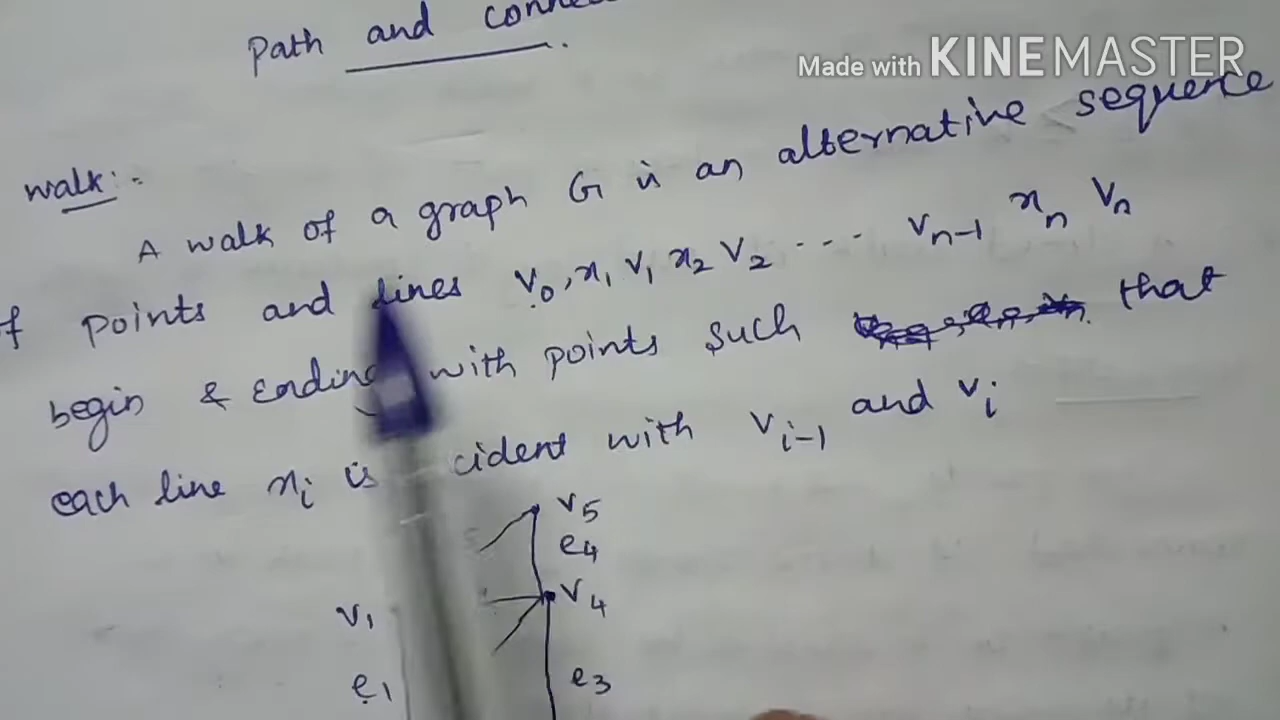 Path and
Made with KINEMASTER
walk:-
A walk of a graph G is an alternative sequence
of points and lines v0, x1 v1 x2 v2 ... vn-1 xn vn
begin & Ending with points such that
each line xi is cident with vi-1 and vi
v5
e4
v1 v4
e1 e3